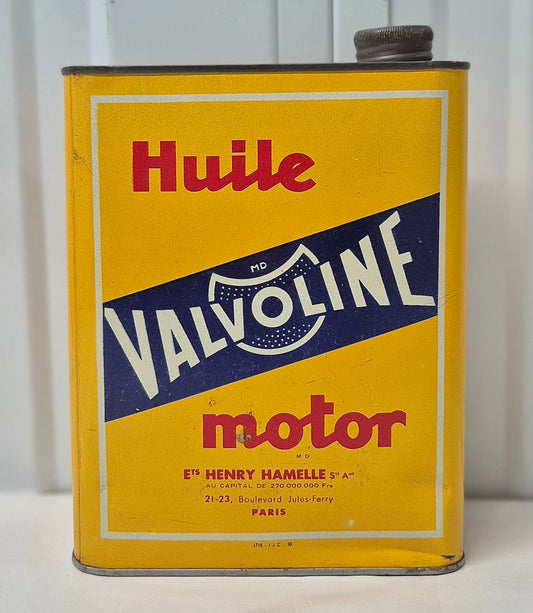 Huile
MD
VALVOLINE
motor
M.D
Ets HENRY HAMELLE Sté Ame
AU CAPITAL DE 270.000.000 Frs
21-23, Boulevard Jules-Ferry
PARIS